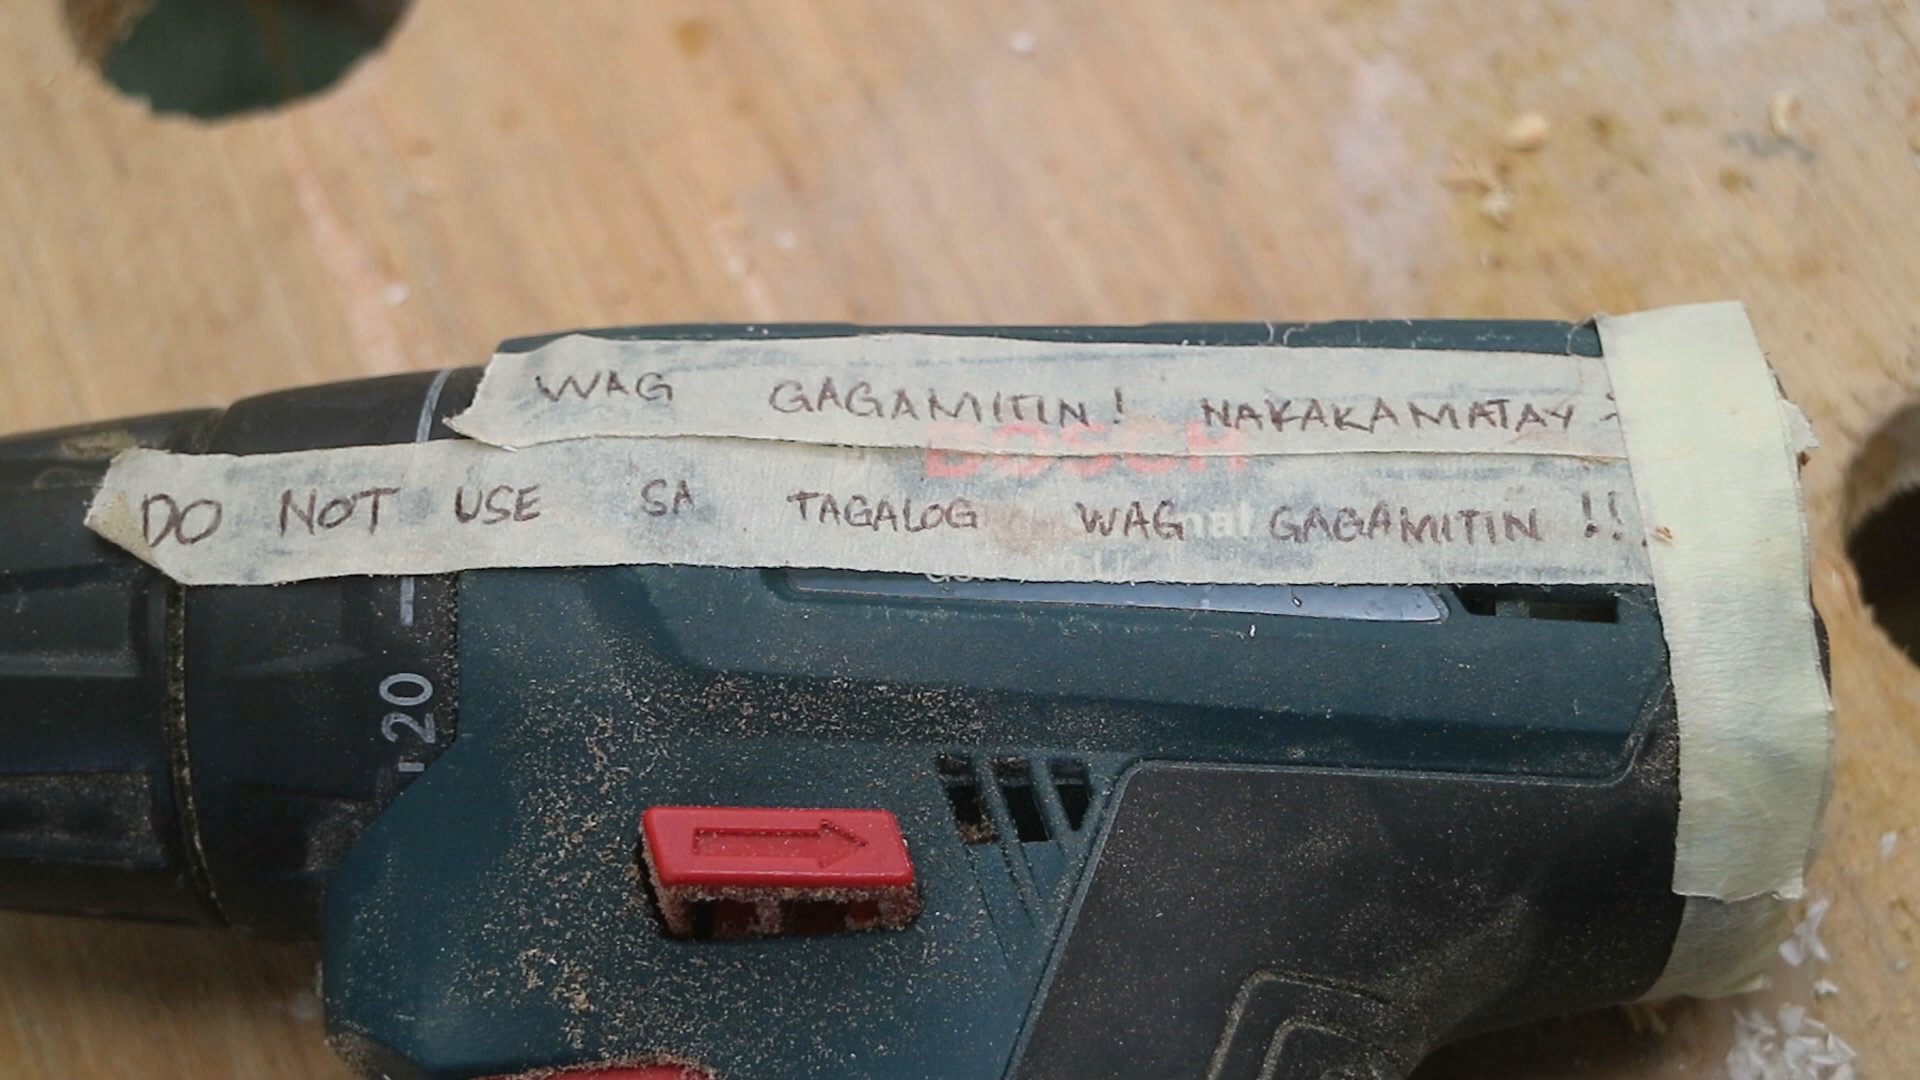 WAG GAGAMITIN! NAKAKAMATAY
DO NOT USE SA TAGALOG WAG GAGAMITIN !!
BOSCH
20